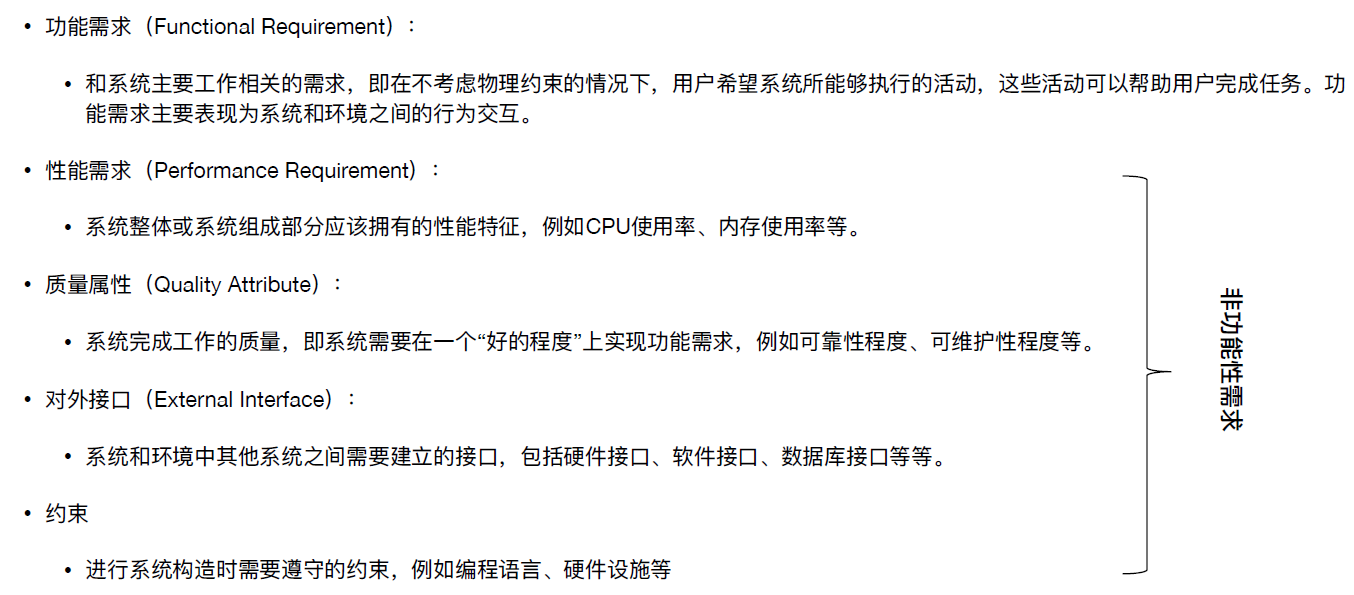 • 功能需求（Functional Requirement）：
• 和系统主要工作相关的需求，即在不考虑物理约束的情况下，用户希望系统所能够执行的活动，这些活动可以帮助用户完成任务。功
能需求主要表现为系统和环境之间的行为交互。
• 性能需求（Performance Requirement）：
• 系统整体或系统组成部分应该拥有的性能特征，例如CPU使用率、内存使用率等。
• 质量属性（Quality Attribute）：
• 系统完成工作的质量，即系统需要在一个“好的程度”上实现功能需求，例如可靠性程度、可维护性程度等。
• 对外接口（External Interface）：
• 系统和环境中其他系统之间需要建立的接口，包括硬件接口、软件接口、数据库接口等等。
• 约束
• 进行系统构造时需要遵守的约束，例如编程语言、硬件设施等
非功能性需求